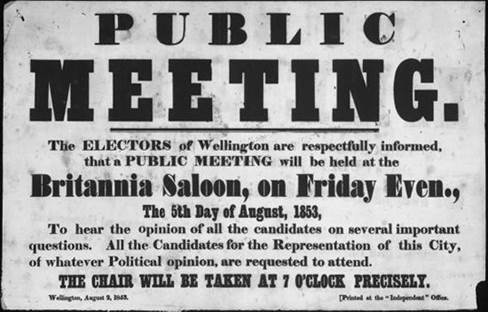 PUBLIC
MEETING.
The ELECTORS of Wellington are respectfully informed,
that a PUBLIC MEETING will be held at the
Britannia Saloon, on Friday Even.,
The 5th Day of August, 1853,
To hear the opinion of all the candidates on several important
questions. All the Candidates for the Representation of this City,
of whatever Political opinion, are requested to attend.
THE CHAIR WILL BE TAKEN AT 7 O'CLOCK PRECISELY.
Wellington, August 2, 1853. [Printed at the "Independent" Office.